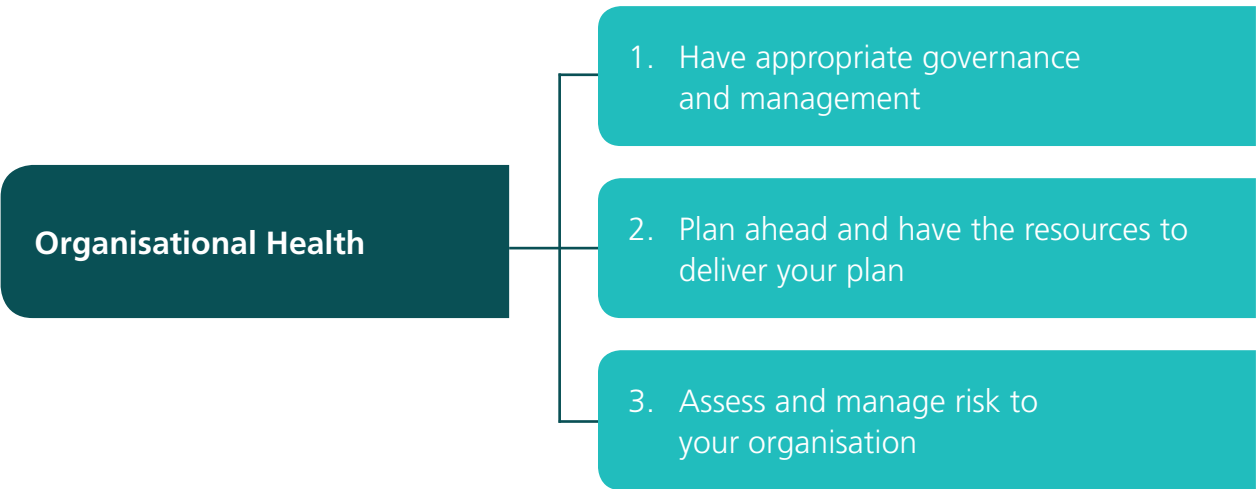 Organisational Health
1. Have appropriate governance
and management
2. Plan ahead and have the resources to
deliver your plan
3. Assess and manage risk to
your organisation